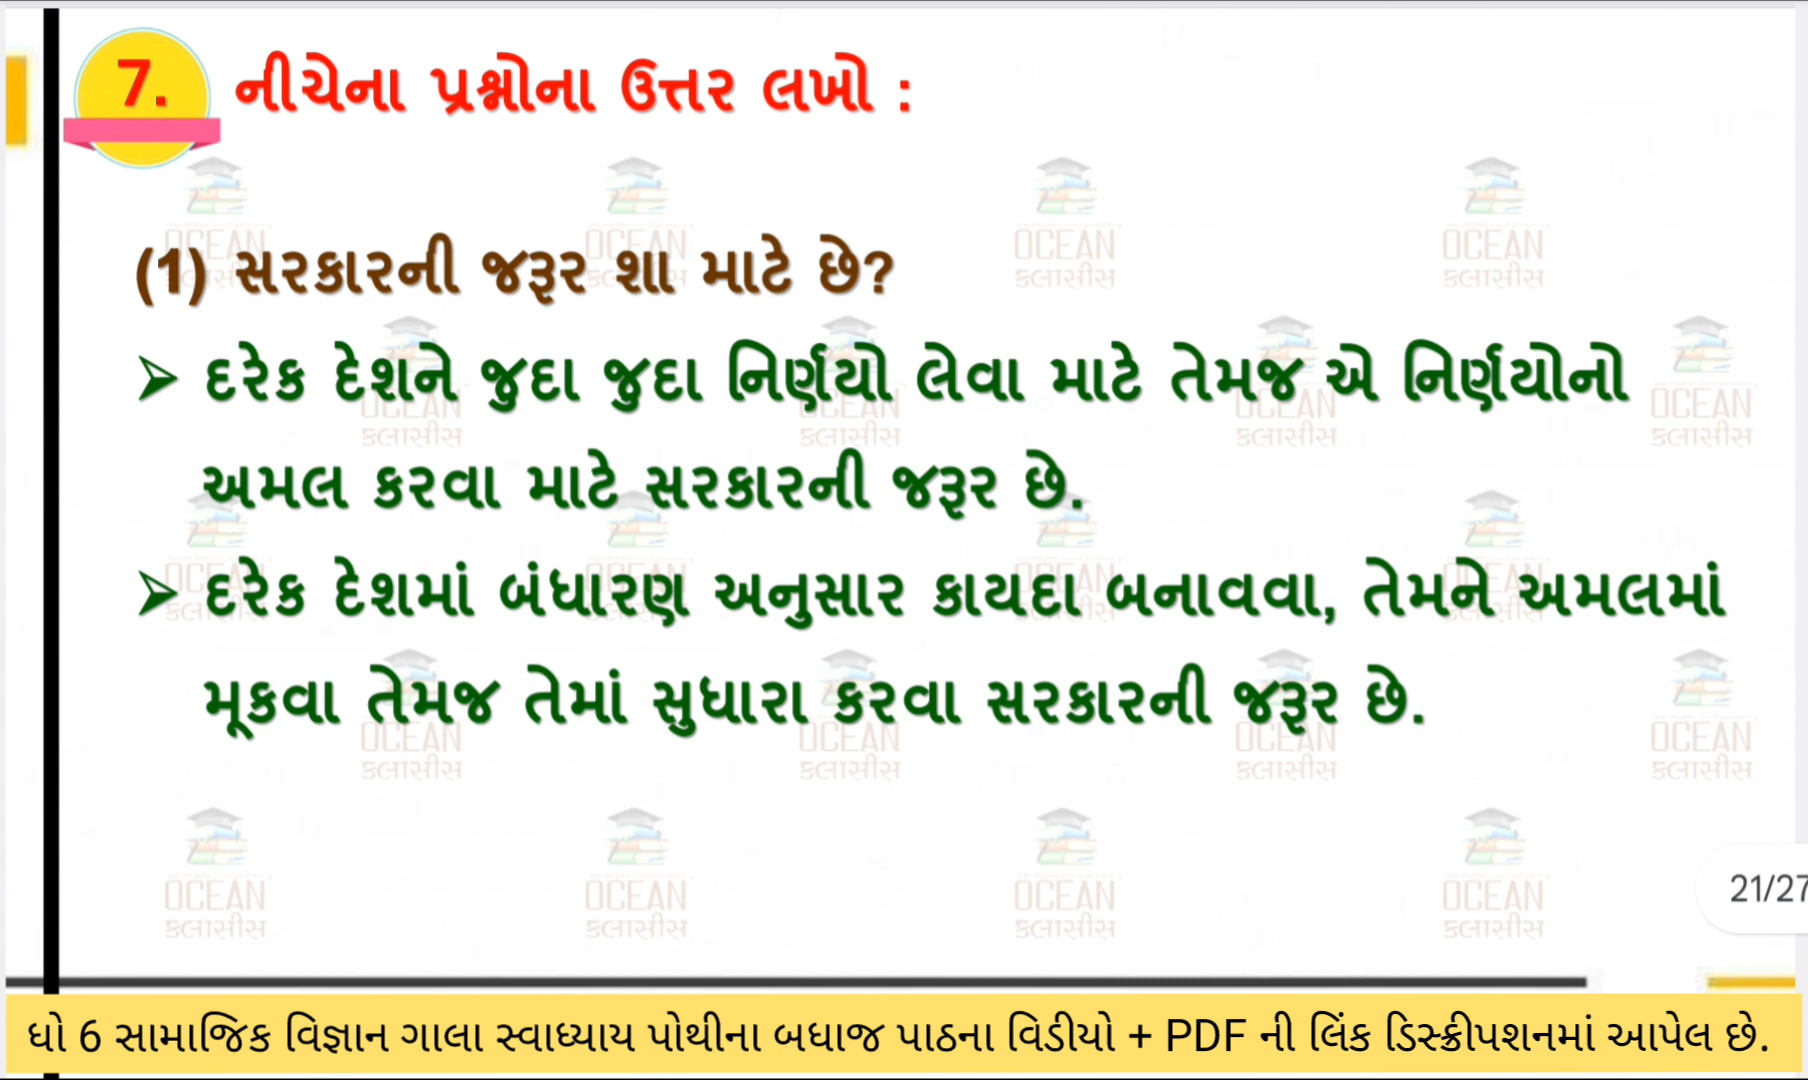 7. નીચેના પ્રશ્નોના ઉત્તર લખો :
(1) સરકારની જરૂર શા માટે છે?
➢ દરેક દેશને જુદા જુદા નિર્ણયો લેવા માટે તેમજ એ નિર્ણયોનો
અમલ કરવા માટે સરકારની જરૂર છે.
➢ દરેક દેશમાં બંધારણ અનુસાર કાયદા બનાવવા, તેમને અમલમાં
મૂકવા તેમજ તેમાં સુધારા કરવા સરકારની જરૂર છે.
OCEAN
ક્લાસીસ
21/27
ધો 6 સામાજિક વિજ્ઞાન ગાલા સ્વાધ્યાય પોથીના બધાજ પાઠના વિડીયો + PDF ની લિંક ડિસ્ક્રીપશનમાં આપેલ છે.